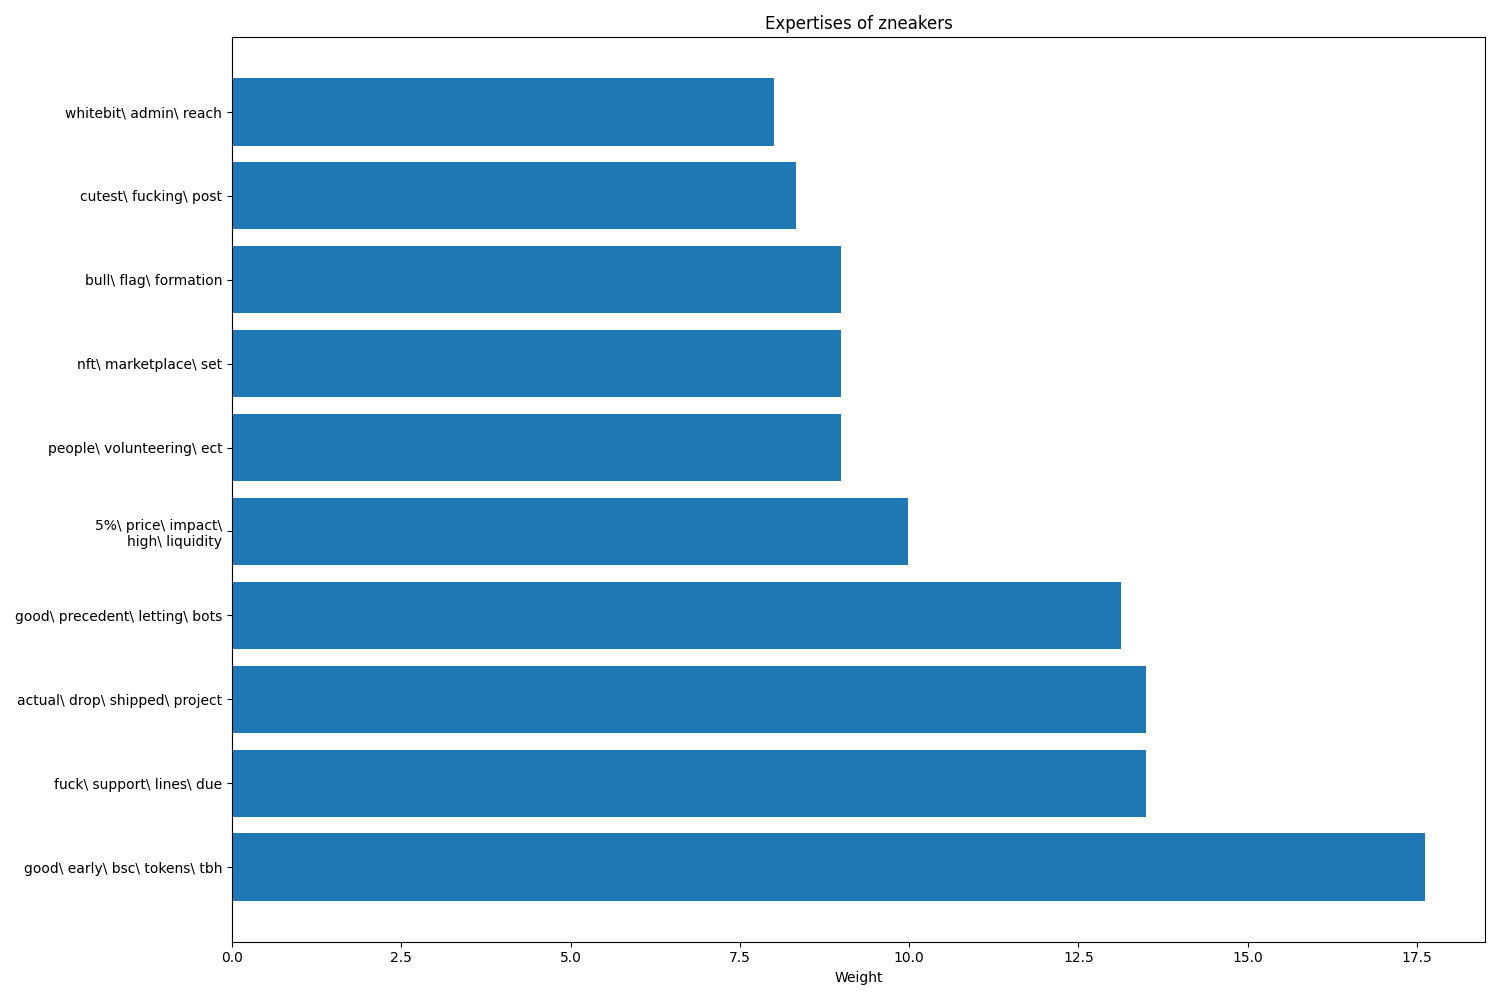 Expertises of zneakers
whitebit\ admin\ reach
cutest\ fucking\ post
bull\ flag\ formation
nft\ marketplace\ set
people\ volunteering\ ect
5%\ price\ impact\
high\ liquidity
good\ precedent\ letting\ bots
actual\ drop\ shipped\ project
fuck\ support\ lines\ due
good\ early\ bsc\ tokens\ tbh
0.0 2.5 5.0 7.5 10.0 12.5 15.0 17.5
Weight